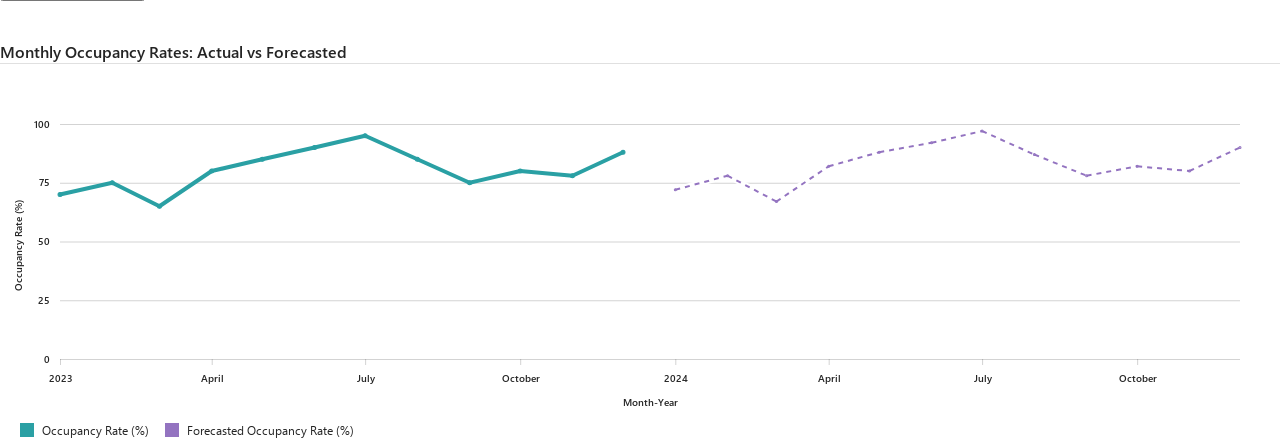 Monthly Occupancy Rates: Actual vs Forecasted
100
75
50
25
0
Occupancy Rate (%)
2023 April July October 2024 April July October
Month-Year
Occupancy Rate (%) Forecasted Occupancy Rate (%)